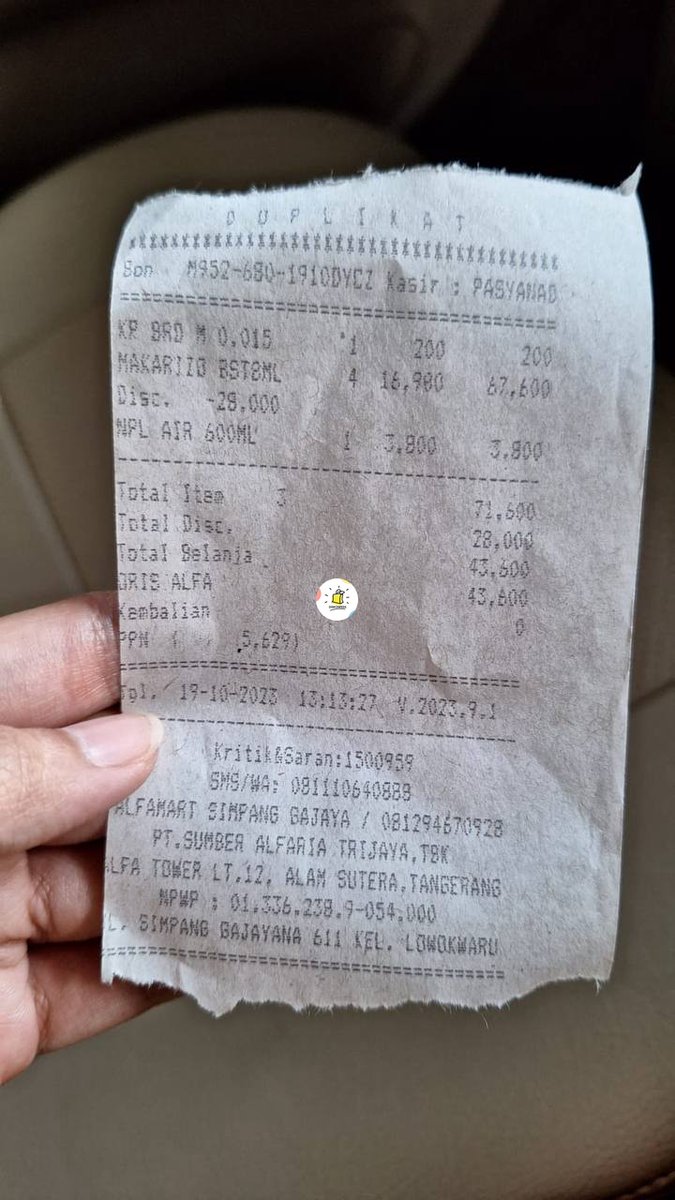 D U P L I K A T
***********************************
Bon M952-680-1910DYCZ Kasir : PASYANAD
===================================
KR BRD M 0.015 1 200 200
MAKARIZO BST8ML 4 16,900 67,600
Disc. -28.000
NPL AIR 600ML 1 3,800 3,800
-----------------------------------
Total Item 3 71,600
Total Disc. 28,000
Total Belanja 43,600
QRIS ALFA 43,600
Kembalian 0
PPN ( 5,629)
===================================
Tgl. 19-10-2023 13:13:27 V.2023.9.1
-----------------------------------
Kritik&Saran:1500959
SMS/WA: 081110640888
ALFAMART SIMPANG GAJAYA / 081294670928
PT.SUMBER ALFARIA TRIJAYA,TBK
ALFA TOWER LT.12, ALAM SUTERA,TANGERANG
NPWP : 01.336.238.9-054.000
JL. SIMPANG GAJAYANA 611 KEL. LOWOKWARU
===================================